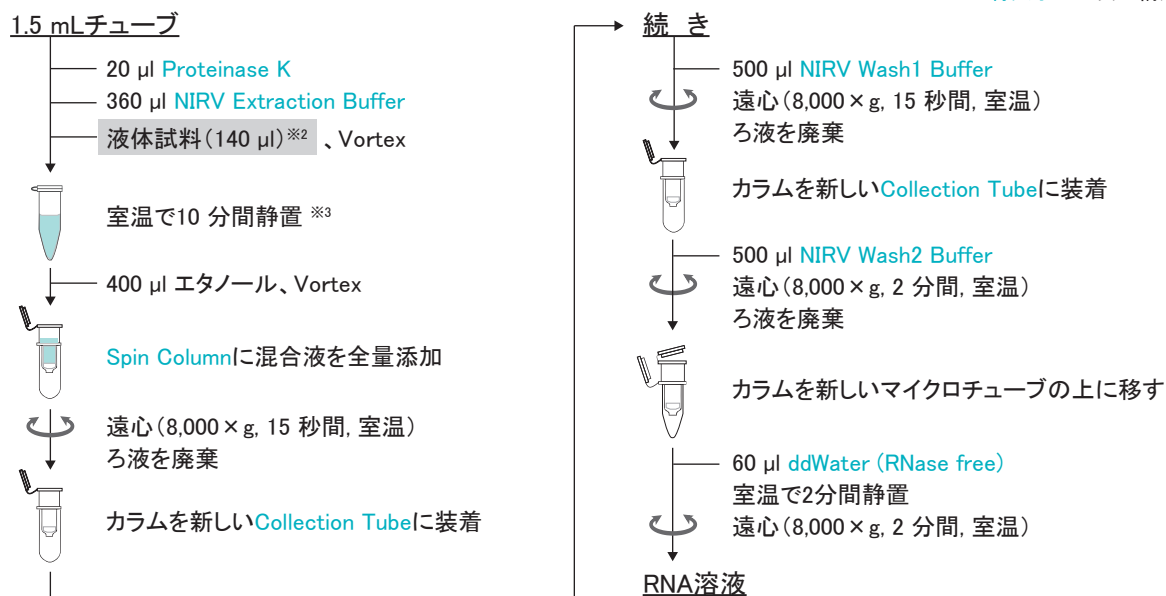 1.5 mLチューブ
20 µl Proteinase K
360 µl NIRV Extraction Buffer
液体試料（140 µl）※2 、Vortex
室温で10 分間静置 ※3
400 µl エタノール、Vortex
Spin Columnに混合液を全量添加
遠心（8,000×g, 15 秒間, 室温）
ろ液を廃棄
カラムを新しいCollection Tubeに装着
続 き
500 µl NIRV Wash1 Buffer
遠心（8,000×g, 15 秒間, 室温）
ろ液を廃棄
カラムを新しいCollection Tubeに装着
500 µl NIRV Wash2 Buffer
遠心（8,000×g, 2 分間, 室温）
ろ液を廃棄
カラムを新しいマイクロチューブの上に移す
60 µl ddWater (RNase free)
室温で2分間静置
遠心（8,000×g, 2 分間, 室温）
RNA溶液